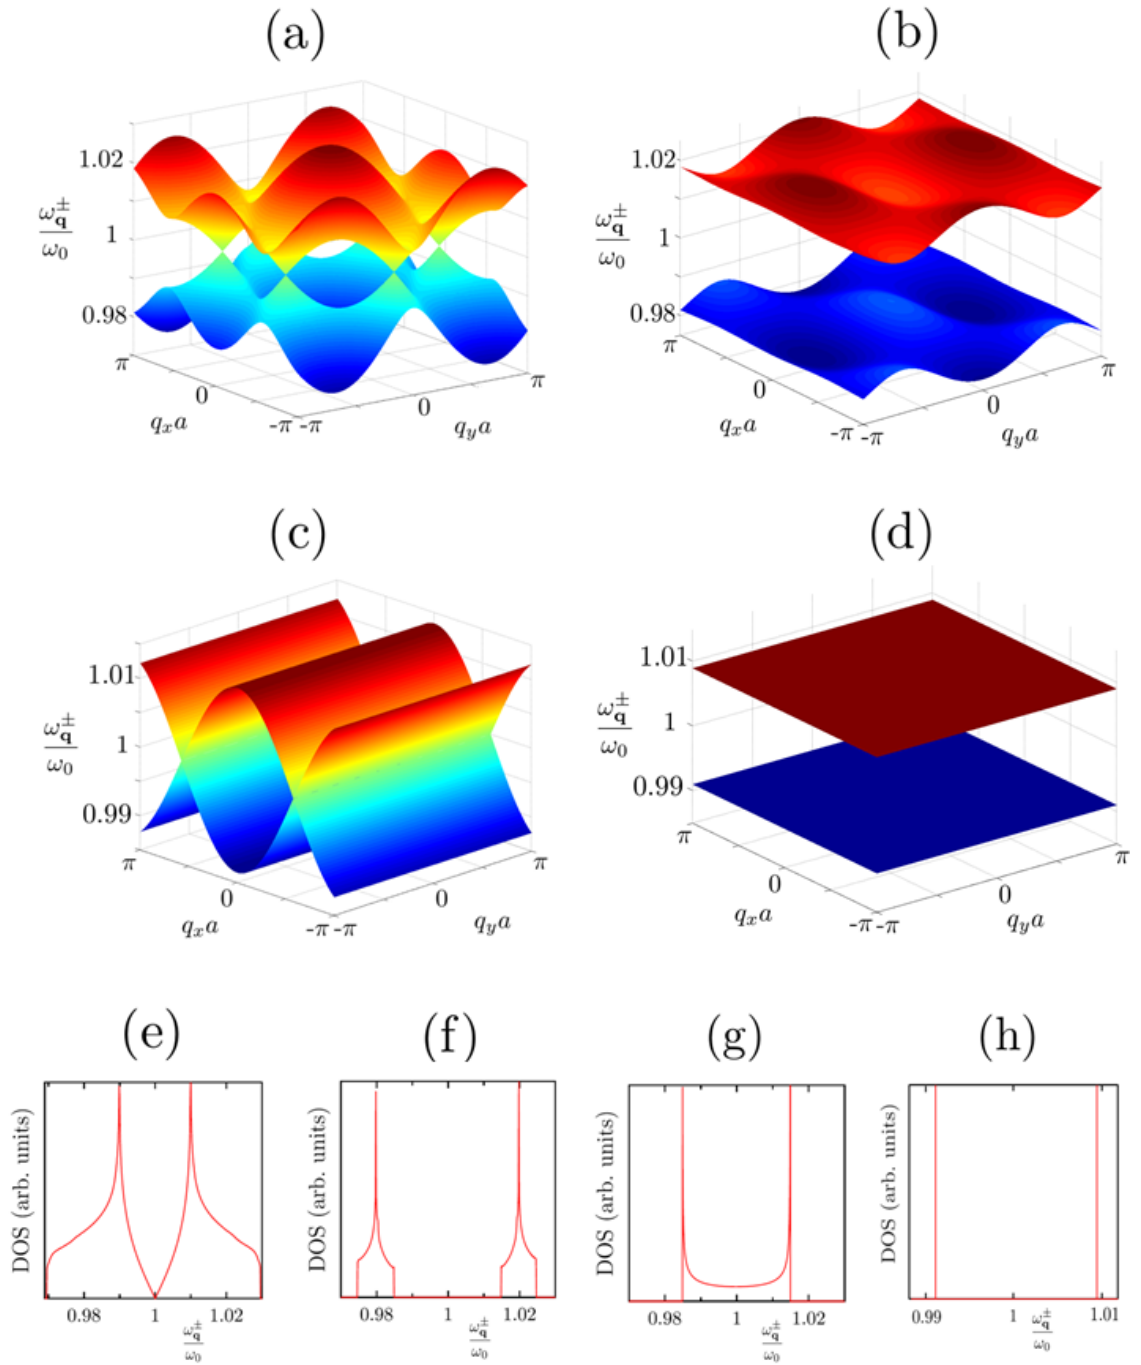 (a)
(b)
1.02
1
0.98
ω_q^±
ω_0
π
0
-π
-π
0
π
q_x a
q_y a
1.02
1
0.98
ω_q^±
ω_0
π
0
-π
-π
0
π
q_x a
q_y a
(c)
(d)
1.01
1
0.99
ω_q^±
ω_0
π
0
-π
-π
0
π
q_x a
q_y a
1.01
1
0.99
ω_q^±
ω_0
π
0
-π
-π
0
π
q_x a
q_y a
(e)
(f)
(g)
(h)
DOS (arb. units)
0.98 1 1.02
ω_q^±
ω_0
DOS (arb. units)
0.98 1 1.02
ω_q^±
ω_0
DOS (arb. units)
0.98 1 1.02
ω_q^±
ω_0
DOS (arb. units)
0.99 1 1.01
ω_q^±
ω_0